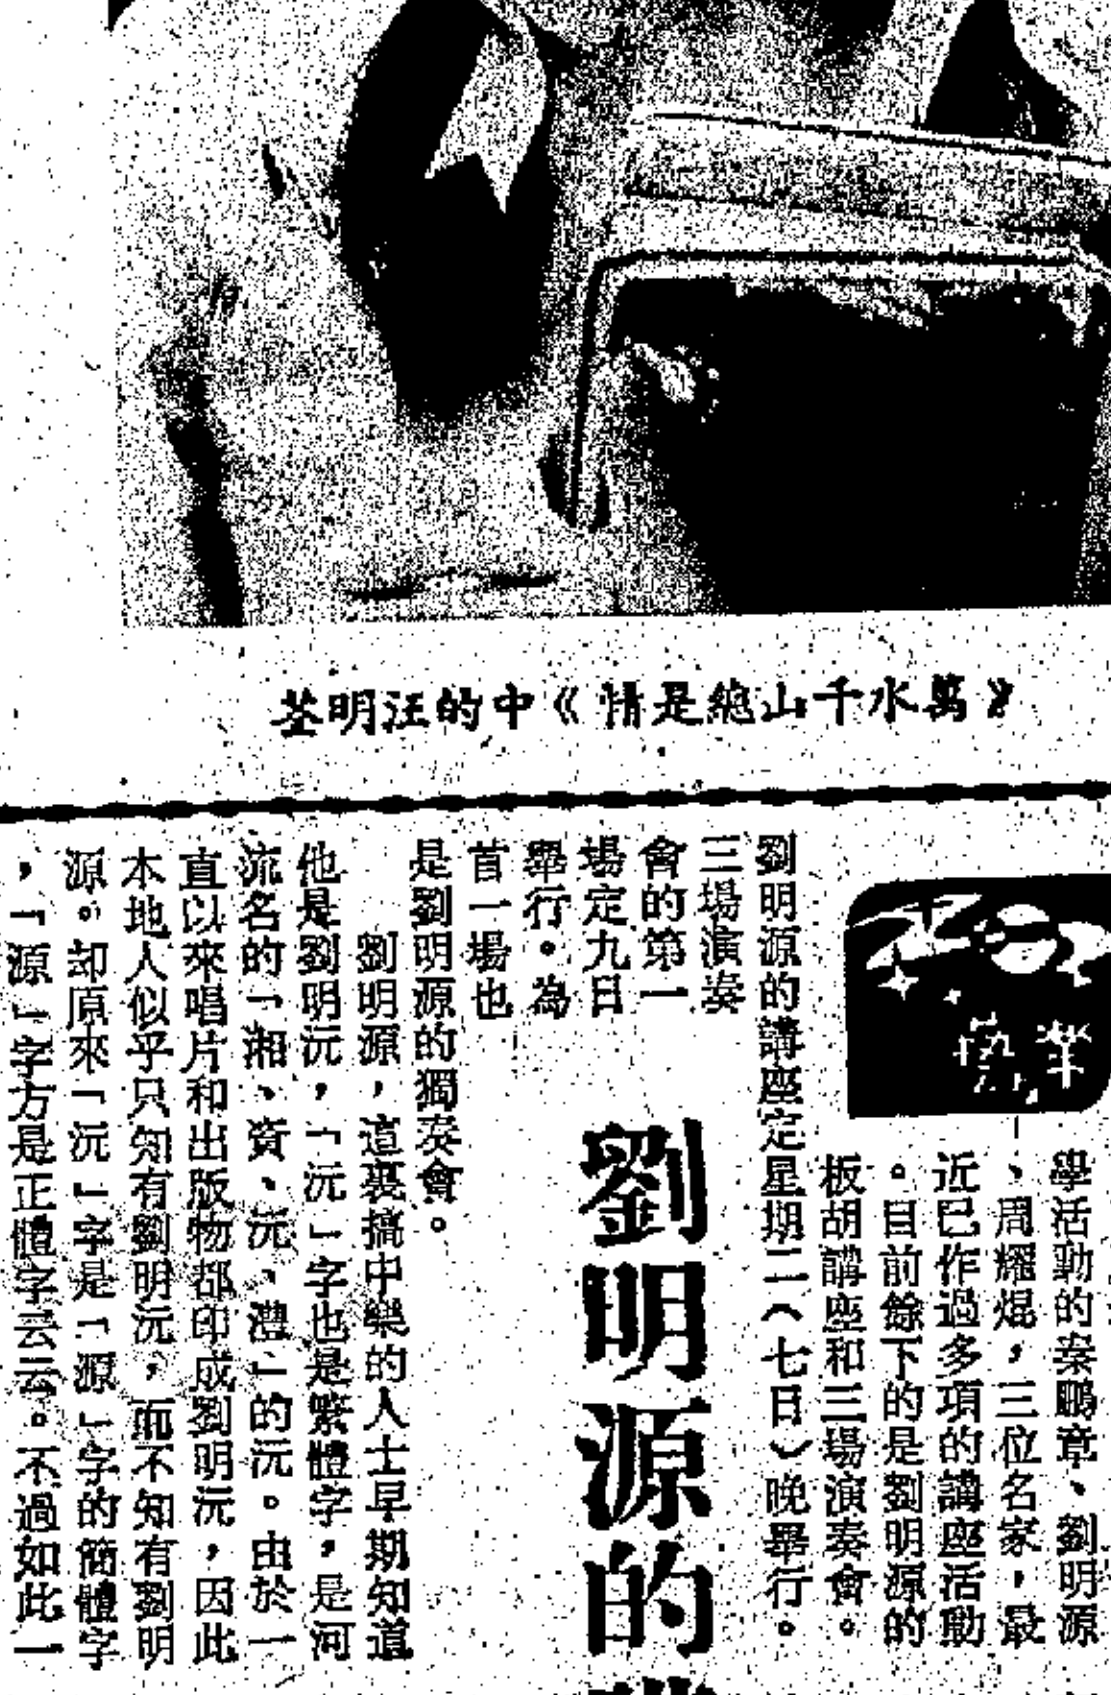 《萬水千山總是情》中的汪明荃
藝業
劉明源的
學活動的秦鵬章、劉明源
、周耀焜，三位名家，最
近已作過多項的講座活動
。目前餘下的是劉明源的
板胡講座和三場演奏會。
劉明源的講座定星期二（七日）晚舉行。
三場演奏
會的第一
場定九日
舉行。為
首一場也
是劉明源的獨奏會。
劉明源，這裏搞中樂的人士早期知道
他是劉明沅，「沅」字也是繁體字，是河
流名的「湘、資、沅、澧」的沅。由於一
直以來唱片和出版物都印成劉明沅，因此
本地人似乎只知有劉明沅，而不知有劉明
源。却原來「沅」字是「源」字的簡體字
，「源」字方是正體字云云。不過如此一